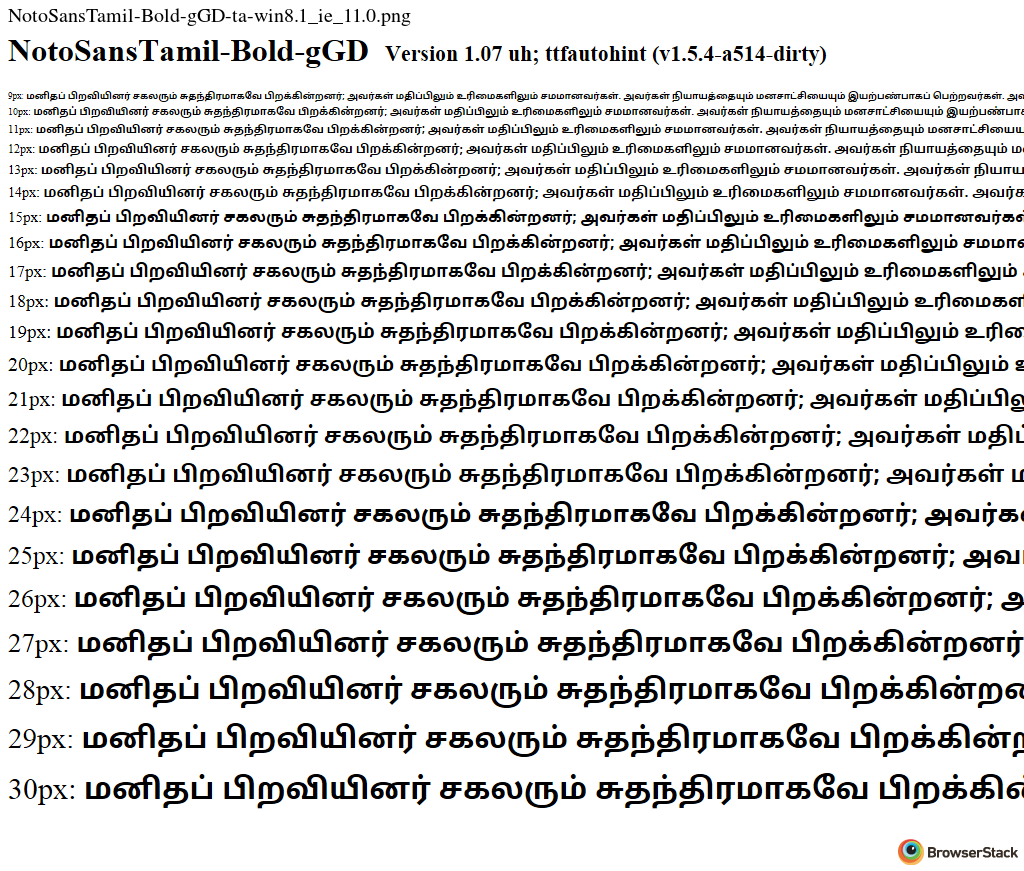 NotoSansTamil-Bold-gGD-ta-win8.1_ie_11.0.png
NotoSansTamil-Bold-gGD Version 1.07 uh; ttfautohint (v1.5.4-a514-dirty)
9px: மனிதப் பிறவியினர் சகலரும் சுதந்திரமாகவே பிறக்கின்றனர்; அவர்கள் மதிப்பிலும் உரிமைகளிலும் சமமானவர்கள். அவர்கள் நியாயத்தையும் மனசாட்சியையும் இயற்பண்பாகப் பெற்றவர்கள்.
10px: மனிதப் பிறவியினர் சகலரும் சுதந்திரமாகவே பிறக்கின்றனர்; அவர்கள் மதிப்பிலும் உரிமைகளிலும் சமமானவர்கள். அவர்கள் நியாயத்தையும் மனசாட்சியையும்
11px: மனிதப் பிறவியினர் சகலரும் சுதந்திரமாகவே பிறக்கின்றனர்; அவர்கள் மதிப்பிலும் உரிமைகளிலும் சமமானவர்கள். அவர்கள் நியாயத்தையும்
12px: மனிதப் பிறவியினர் சகலரும் சுதந்திரமாகவே பிறக்கின்றனர்; அவர்கள் மதிப்பிலும் உரிமைகளிலும் சமமானவர்கள். அவர்கள் நியாயத்தையும்
13px: மனிதப் பிறவியினர் சகலரும் சுதந்திரமாகவே பிறக்கின்றனர்; அவர்கள் மதிப்பிலும் உரிமைகளிலும் சமமானவர்கள். அவர்கள்
14px: மனிதப் பிறவியினர் சகலரும் சுதந்திரமாகவே பிறக்கின்றனர்; அவர்கள் மதிப்பிலும் உரிமைகளிலும் சமமானவர்கள்.
15px: மனிதப் பிறவியினர் சகலரும் சுதந்திரமாகவே பிறக்கின்றனர்; அவர்கள் மதிப்பிலும் உரிமைகளிலும் சமமானவர்கள்
16px: மனிதப் பிறவியினர் சகலரும் சுதந்திரமாகவே பிறக்கின்றனர்; அவர்கள் மதிப்பிலும் உரிமைகளிலும்
17px: மனிதப் பிறவியினர் சகலரும் சுதந்திரமாகவே பிறக்கின்றனர்; அவர்கள் மதிப்பிலும் உரிமைகளிலும்
18px: மனிதப் பிறவியினர் சகலரும் சுதந்திரமாகவே பிறக்கின்றனர்; அவர்கள் மதிப்பிலும்
19px: மனிதப் பிறவியினர் சகலரும் சுதந்திரமாகவே பிறக்கின்றனர்; அவர்கள் மதிப்பிலும்
20px: மனிதப் பிறவியினர் சகலரும் சுதந்திரமாகவே பிறக்கின்றனர்; அவர்கள் மதிப்பிலும்
21px: மனிதப் பிறவியினர் சகலரும் சுதந்திரமாகவே பிறக்கின்றனர்; அவர்கள்
22px: மனிதப் பிறவியினர் சகலரும் சுதந்திரமாகவே பிறக்கின்றனர்; அவர்கள்
23px: மனிதப் பிறவியினர் சகலரும் சுதந்திரமாகவே பிறக்கின்றனர்; அவர்கள்
24px: மனிதப் பிறவியினர் சகலரும் சுதந்திரமாகவே பிறக்கின்றனர்;
25px: மனிதப் பிறவியினர் சகலரும் சுதந்திரமாகவே பிறக்கின்றனர்;
26px: மனிதப் பிறவியினர் சகலரும் சுதந்திரமாகவே பிறக்கின்றனர்;
27px: மனிதப் பிறவியினர் சகலரும் சுதந்திரமாகவே பிறக்கின்றனர்
28px: மனிதப் பிறவியினர் சகலரும் சுதந்திரமாகவே
29px: மனிதப் பிறவியினர் சகலரும் சுதந்திரமாகவே
30px: மனிதப் பிறவியினர் சகலரும் சுதந்திரமாகவே
BrowserStack